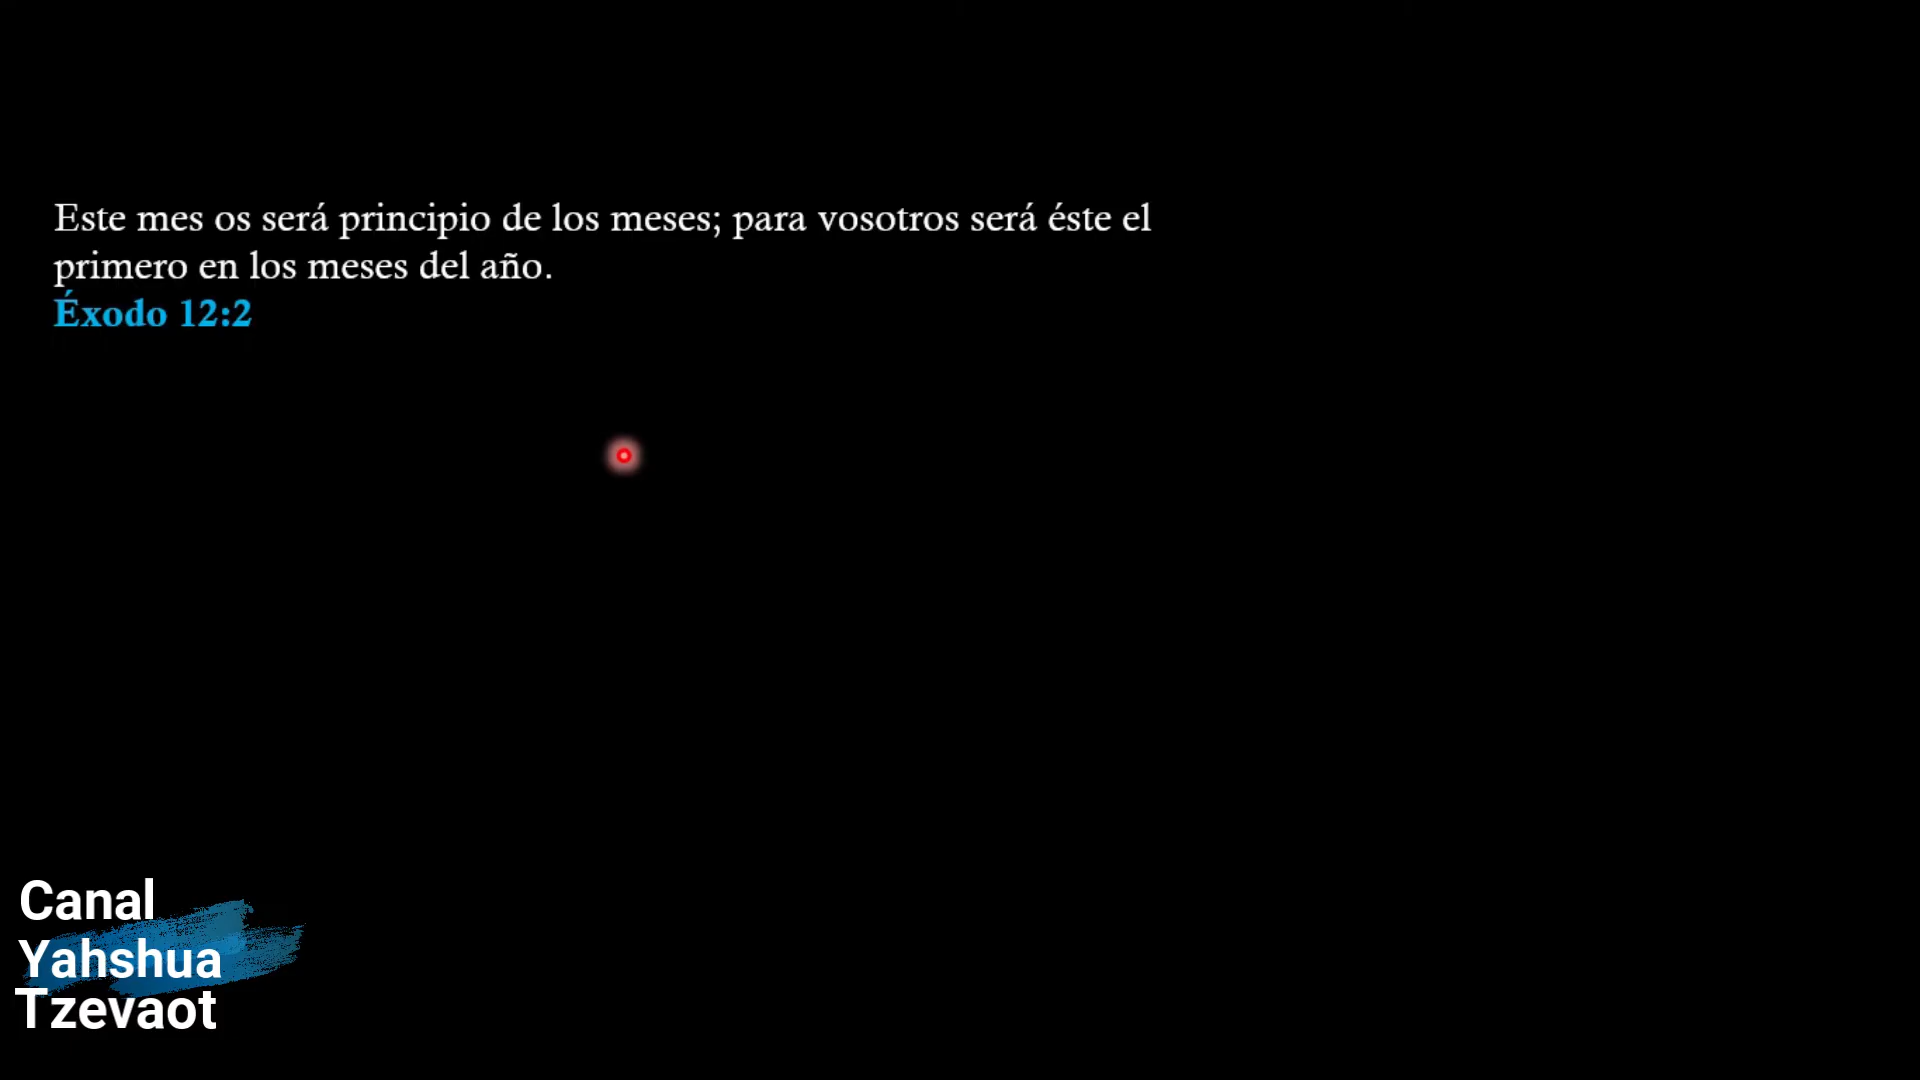 Este mes os será principio de los meses; para vosotros será éste el
primero en los meses del año.
Éxodo 12:2
Canal
Yahshua
Tzevaot